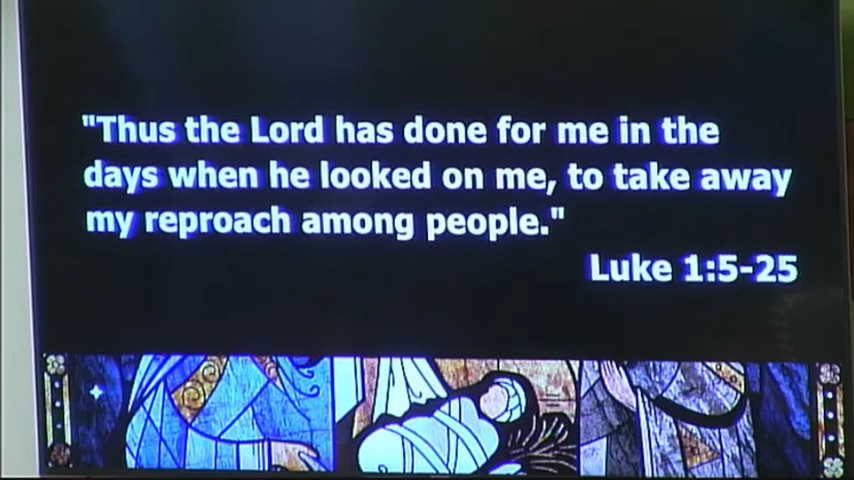 "Thus the Lord has done for me in the
days when he looked on me, to take away
my reproach among people."
Luke 1:5-25